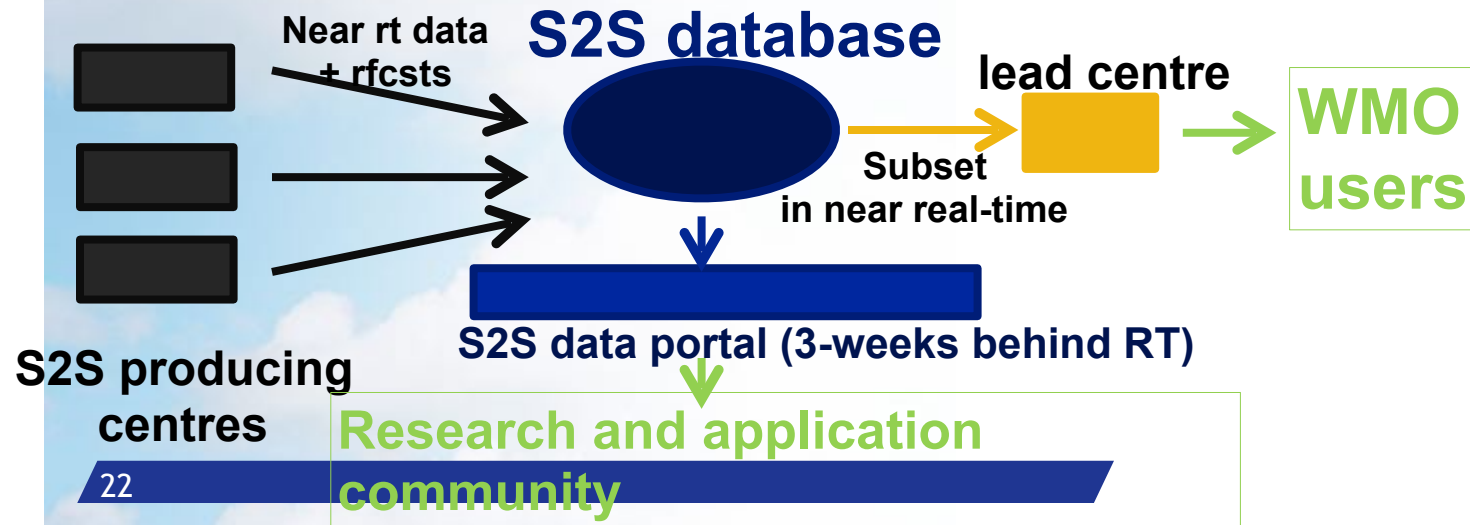 Near rt data
+ rfcsts
S2S database
lead centre
WMO
users
Subset
in near real-time
S2S data portal (3-weeks behind RT)
S2S producing
centres
Research and application
community
22